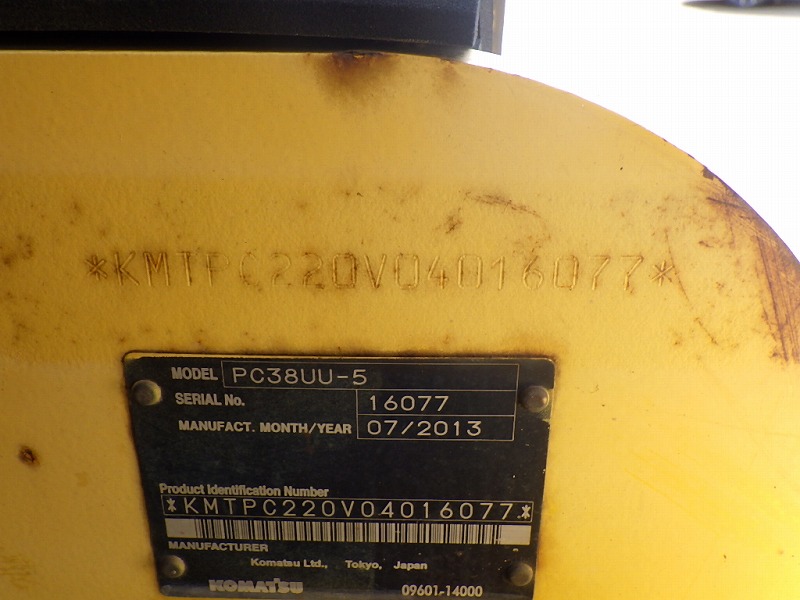 *KMTPC220V04016077*
MODEL PC38UU-5
SERIAL No. 16077
MANUFACT. MONTH/YEAR 07/2013
Product Identification Number
*KMTPC220V04016077*
MANUFACTURER
Komatsu Ltd., Tokyo, Japan
KOMATSU 09601-14000